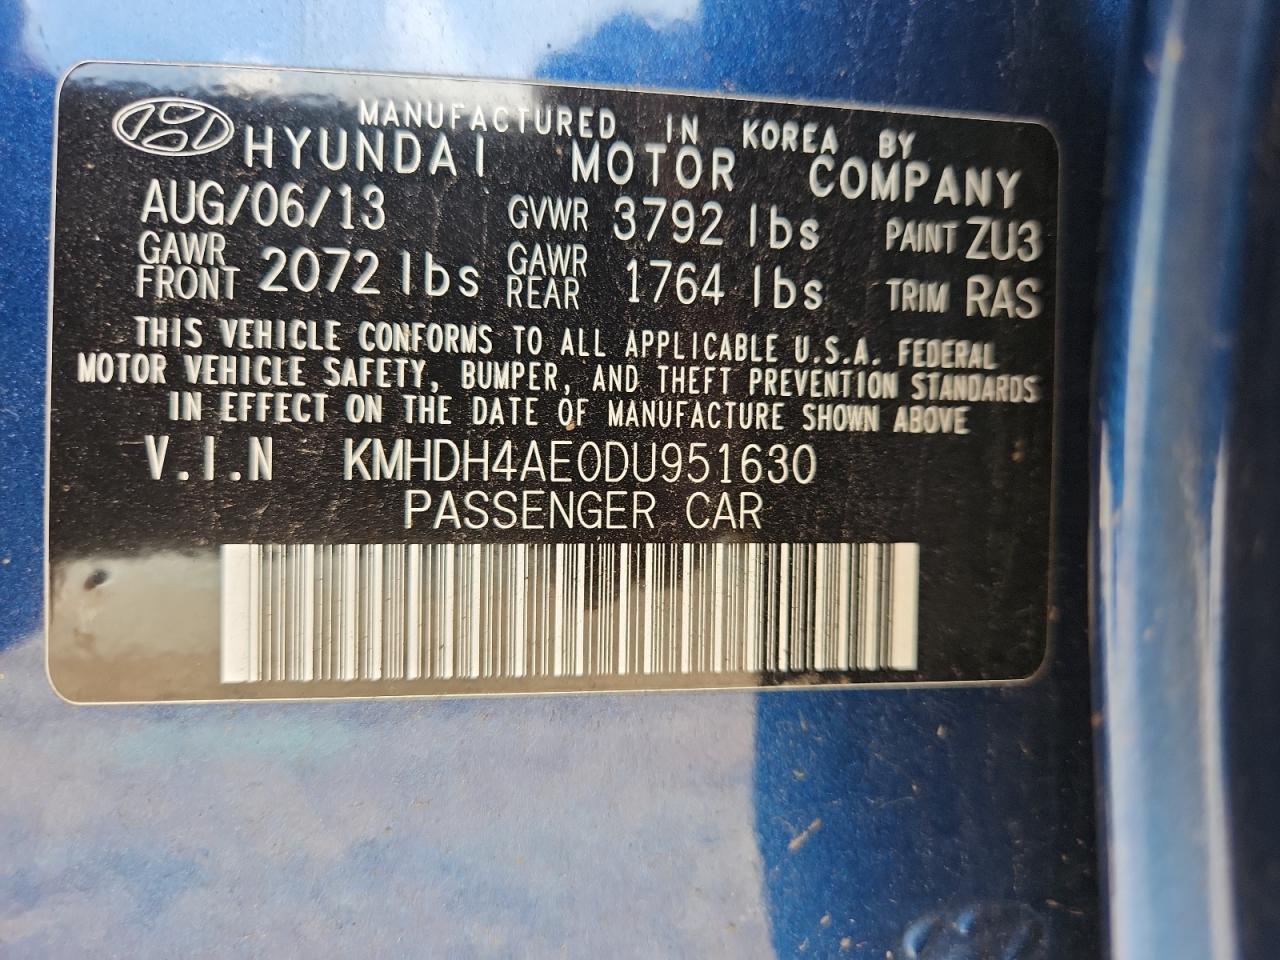 MANUFACTURED IN KOREA BY
HYUNDAI MOTOR COMPANY
AUG/06/13 GVWR 3792 lbs PAINT ZU3
GAWR FRONT 2072 lbs GAWR REAR 1764 lbs TRIM RAS
THIS VEHICLE CONFORMS TO ALL APPLICABLE U.S.A. FEDERAL
MOTOR VEHICLE SAFETY, BUMPER, AND THEFT PREVENTION STANDARDS
IN EFFECT ON THE DATE OF MANUFACTURE SHOWN ABOVE
V.I.N KMHDH4AE0DU951630
PASSENGER CAR